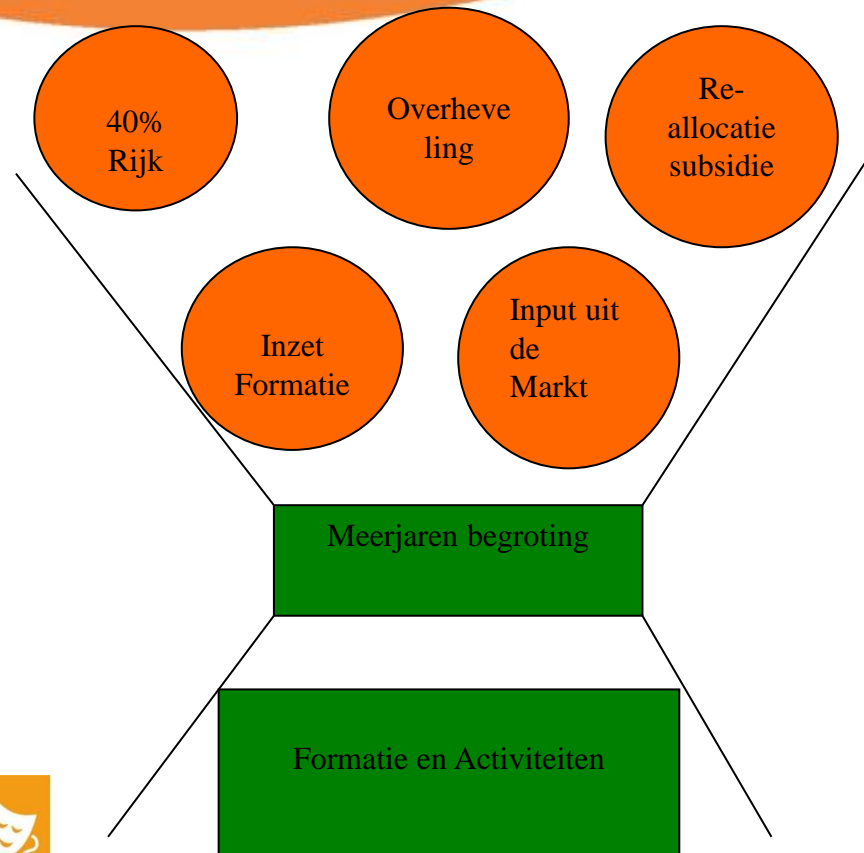 40%
Rijk
Overheve
ling
Re-
allocatie
subsidie
Inzet
Formatie
Input uit
de
Markt
Meerjaren begroting
Formatie en Activiteiten